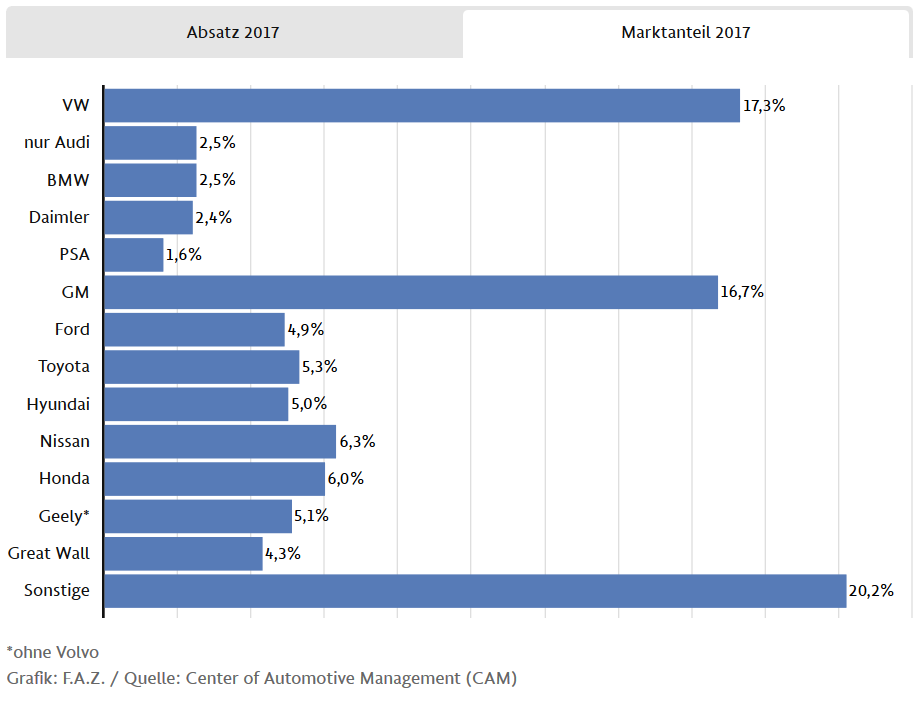 Absatz 2017 Marktanteil 2017
VW 17,3%
nur Audi 2,5%
BMW 2,5%
Daimler 2,4%
PSA 1,6%
GM 16,7%
Ford 4,9%
Toyota 5,3%
Hyundai 5,0%
Nissan 6,3%
Honda 6,0%
Geely* 5,1%
Great Wall 4,3%
Sonstige 20,2%
*ohne Volvo
Grafik: F.A.Z. / Quelle: Center of Automotive Management (CAM)